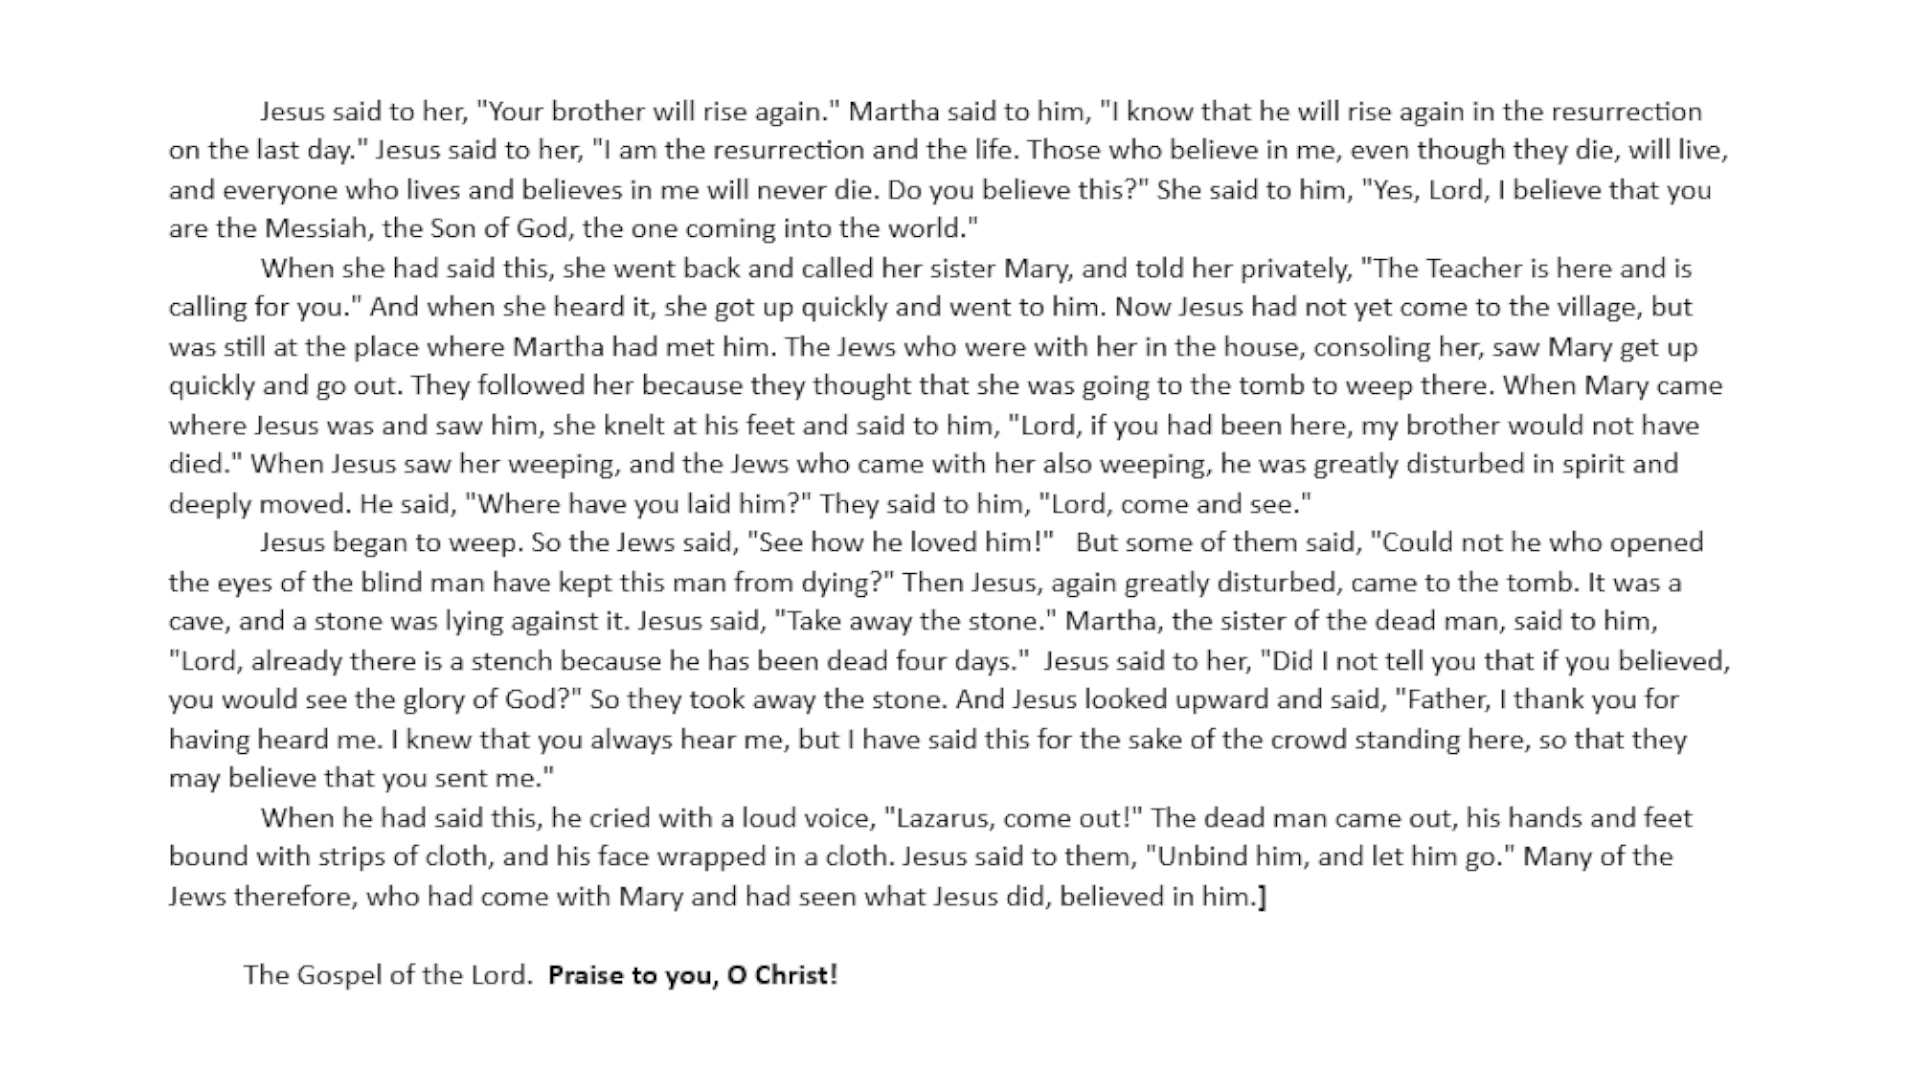 Jesus said to her, "Your brother will rise again." Martha said to him, "I know that he will rise again in the resurrection
on the last day." Jesus said to her, "I am the resurrection and the life. Those who believe in me, even though they die, will live,
and everyone who lives and believes in me will never die. Do you believe this?" She said to him, "Yes, Lord, I believe that you
are the Messiah, the Son of God, the one coming into the world."
When she had said this, she went back and called her sister Mary, and told her privately, "The Teacher is here and is
calling for you." And when she heard it, she got up quickly and went to him. Now Jesus had not yet come to the village, but
was still at the place where Martha had met him. The Jews who were with her in the house, consoling her, saw Mary get up
quickly and go out. They followed her because they thought that she was going to the tomb to weep there. When Mary came
where Jesus was and saw him, she knelt at his feet and said to him, "Lord, if you had been here, my brother would not have
died." When Jesus saw her weeping, and the Jews who came with her also weeping, he was greatly disturbed in spirit and
deeply moved. He said, "Where have you laid him?" They said to him, "Lord, come and see."
Jesus began to weep. So the Jews said, "See how he loved him!"   But some of them said, "Could not he who opened
the eyes of the blind man have kept this man from dying?" Then Jesus, again greatly disturbed, came to the tomb. It was a
cave, and a stone was lying against it. Jesus said, "Take away the stone." Martha, the sister of the dead man, said to him,
"Lord, already there is a stench because he has been dead four days."  Jesus said to her, "Did I not tell you that if you believed,
you would see the glory of God?" So they took away the stone. And Jesus looked upward and said, "Father, I thank you for
having heard me. I knew that you always hear me, but I have said this for the sake of the crowd standing here, so that they
may believe that you sent me."
When he had said this, he cried with a loud voice, "Lazarus, come out!" The dead man came out, his hands and feet
bound with strips of cloth, and his face wrapped in a cloth. Jesus said to them, "Unbind him, and let him go." Many of the
Jews therefore, who had come with Mary and had seen what Jesus did, believed in him.]
The Gospel of the Lord.  Praise to you, O Christ!